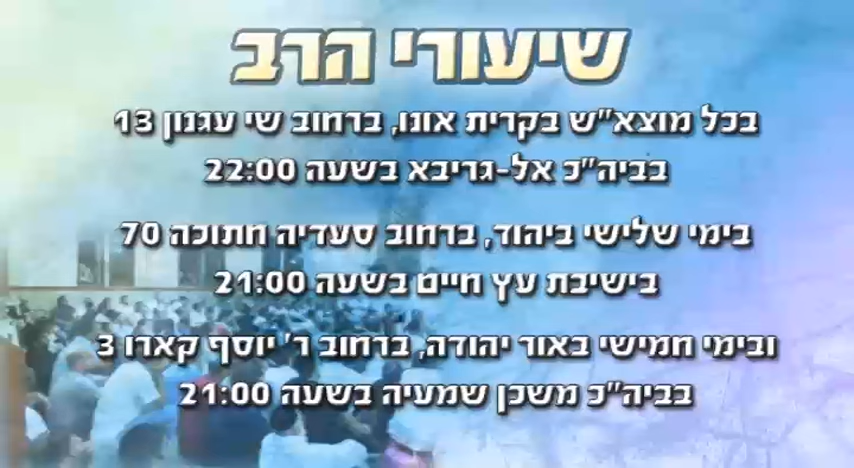 שיעורי הרב
בכל מוצא"ש בקרית אונו, ברחוב שי עגנון 13
בביה"כ אל-גריבא בשעה 22:00
בימי שלישי ביהוד, ברחוב סעדיה חתוכה 70
בישיבת עץ חיים בשעה 21:00
ובימי חמישי באור יהודה, ברחוב ר' יוסף קארו 3
בביה"כ משכן שמעיה בשעה 21:00